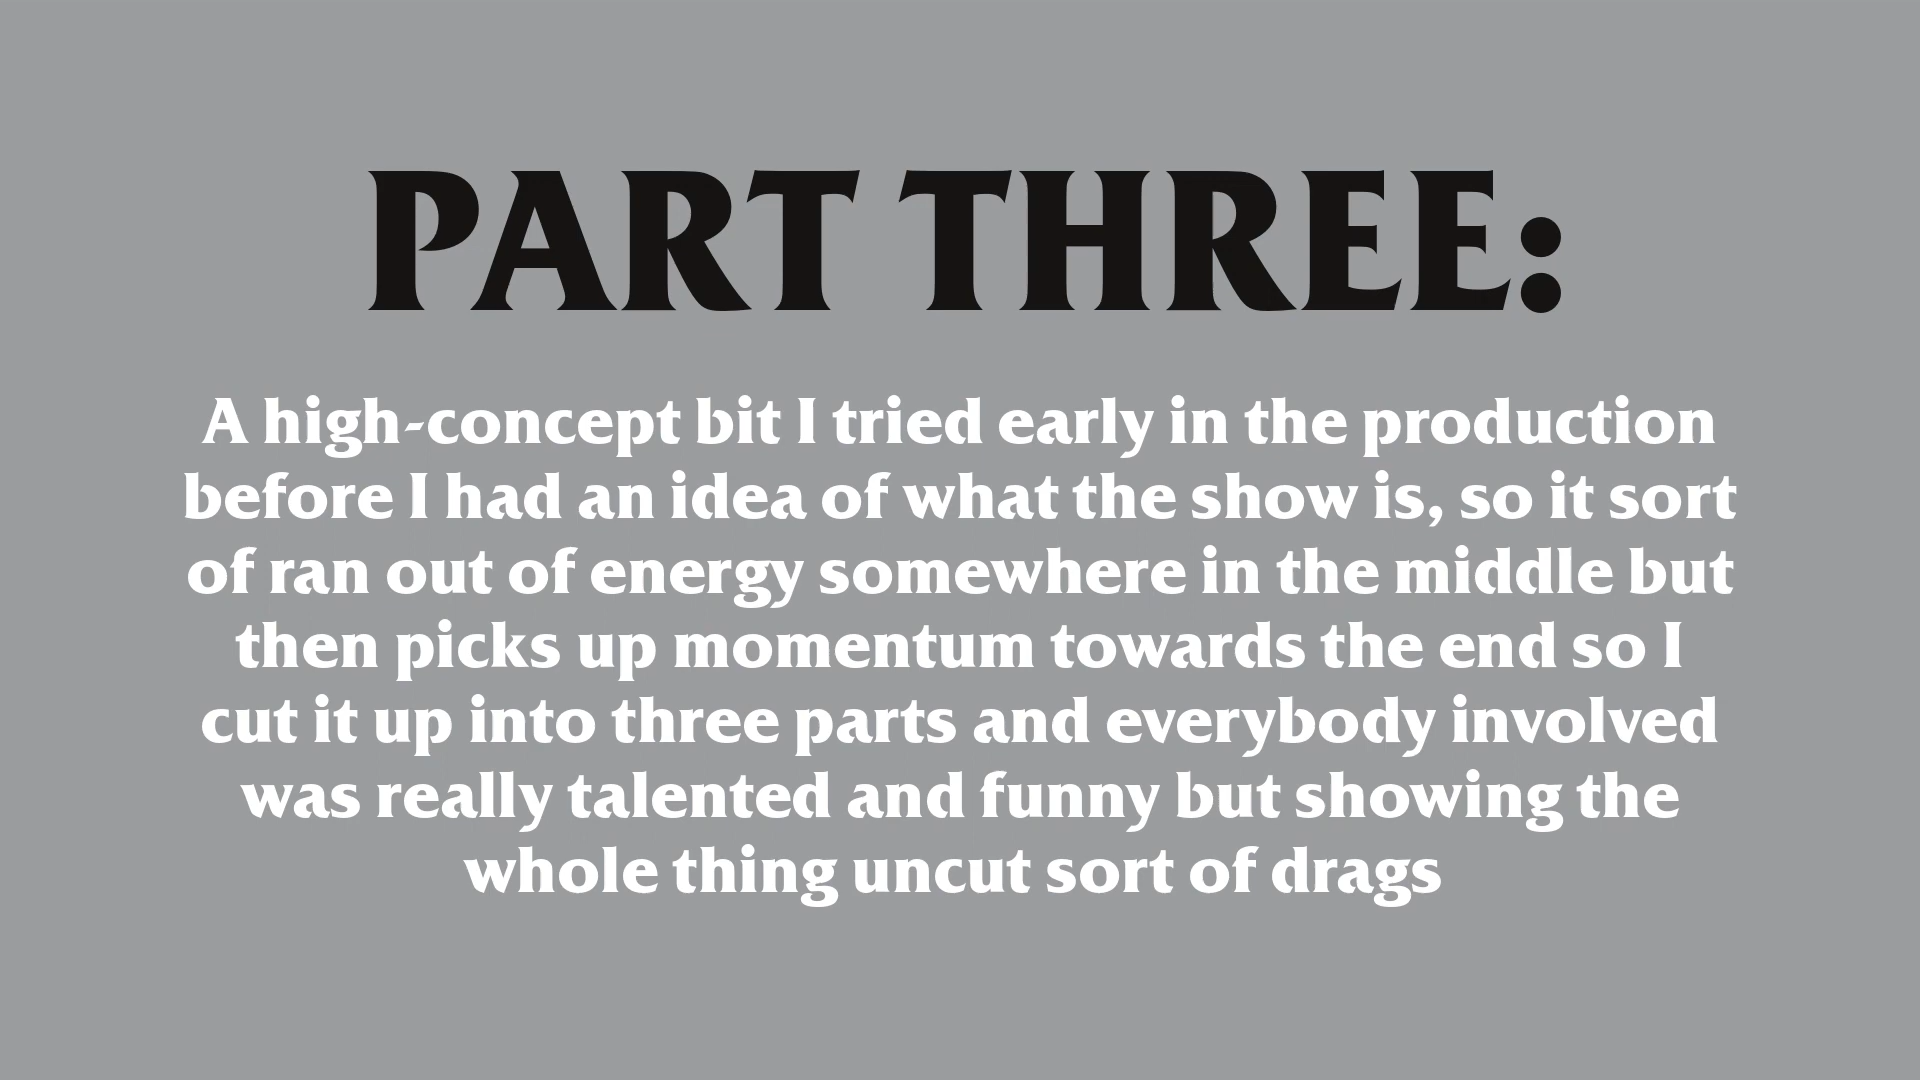 PART THREE:
A high-concept bit I tried early in the production
before I had an idea of what the show is, so it sort
of ran out of energy somewhere in the middle but
then picks up momentum towards the end so I
cut it up into three parts and everybody involved
was really talented and funny but showing the
whole thing uncut sort of drags